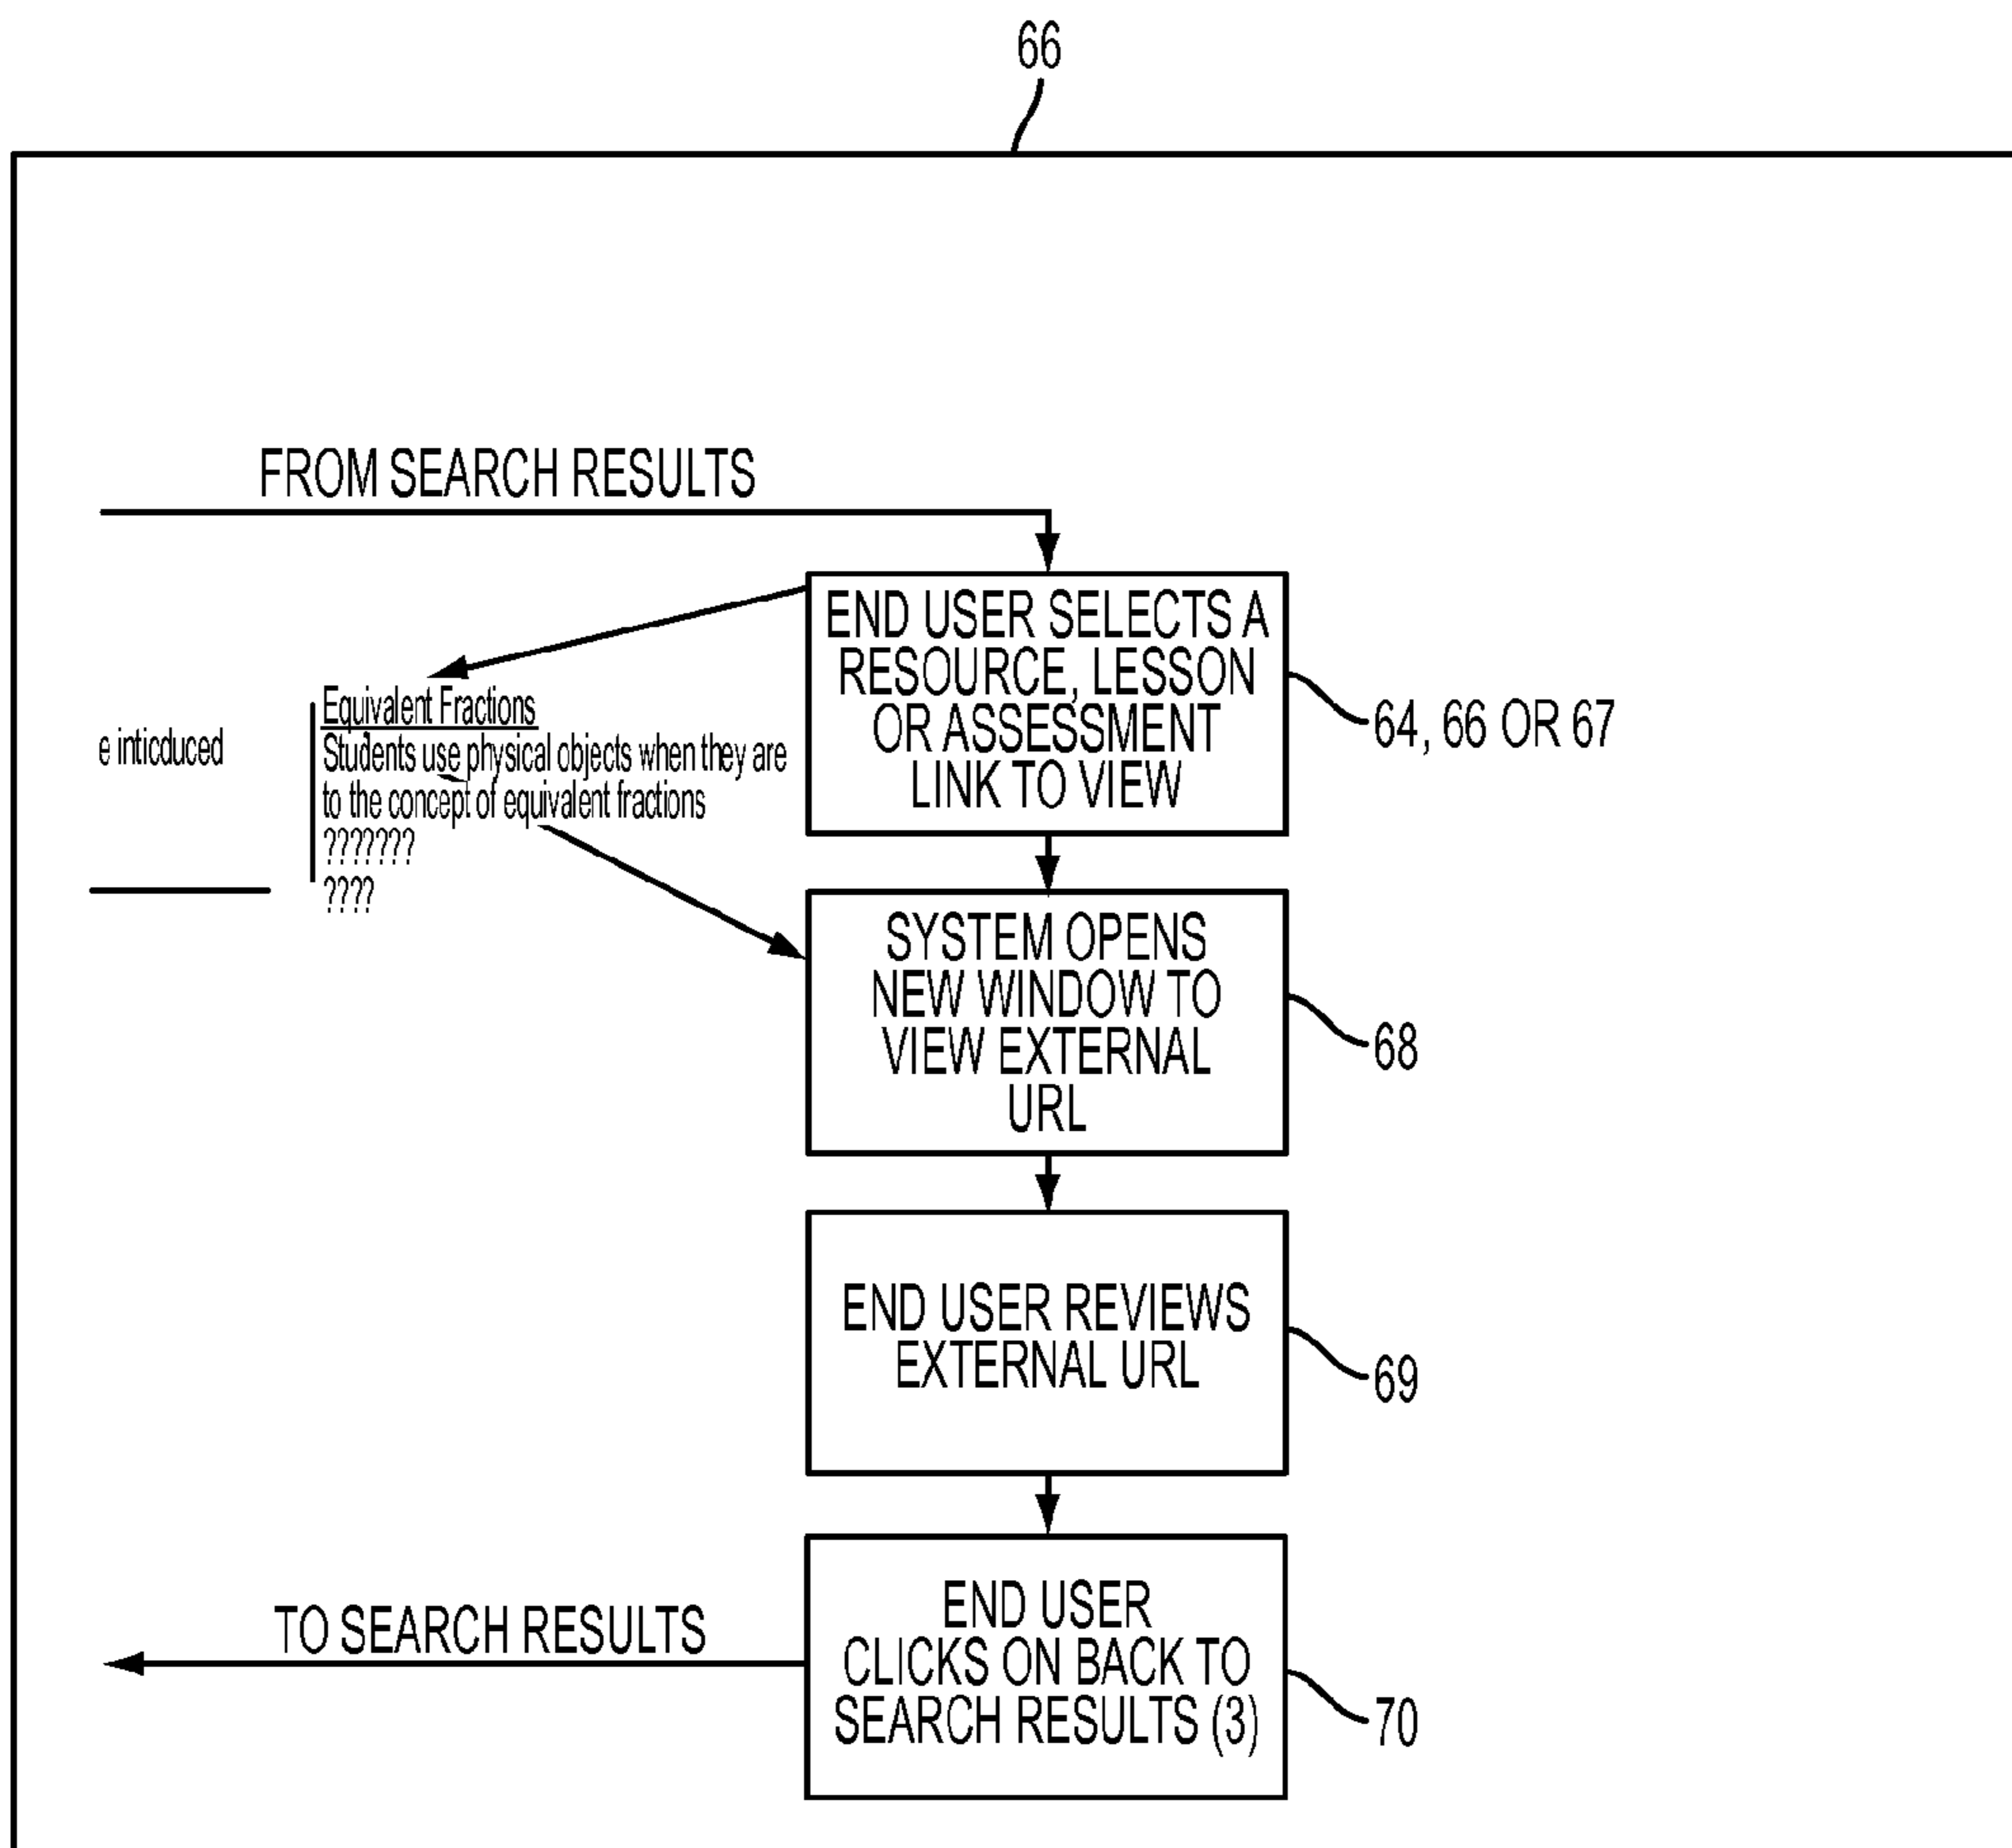 66
FROM SEARCH RESULTS
END USER SELECTS A
RESOURCE, LESSON
OR ASSESSMENT
LINK TO VIEW
64, 66 OR 67
e inticduced
Equivalent Fractions
Students use physical objects when they are
to the concept of equivalent fractions
???????
????
SYSTEM OPENS
NEW WINDOW TO
VIEW EXTERNAL
URL
68
END USER REVIEWS
EXTERNAL URL
69
TO SEARCH RESULTS
END USER
CLICKS ON BACK TO
SEARCH RESULTS (3)
70